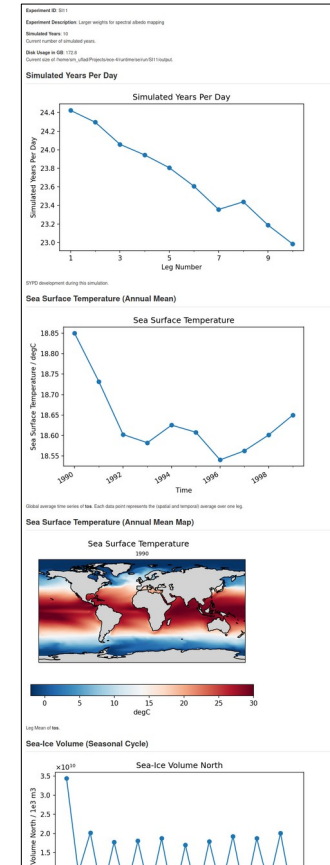 Experiment ID: SI11
Experiment Description: Larger weights for spectral albedo mapping
Simulated Years: 10
Current number of simulated years.
Disk Usage in GB: 172.6
Simulated Years Per Day
Simulated Years Per Day
24.4
24.2
24.0
23.8
23.6
23.4
23.2
23.0
Simulated Years Per Day
1 3 5 7 9
Leg Number
SYPD development during this simulation.
Sea Surface Temperature (Annual Mean)
Sea Surface Temperature
18.85
18.80
18.75
18.70
18.65
18.60
18.55
Sea Surface Temperature / degC
1990 1992 1994 1996 1998
Time
Global average time series of tos. Each data point represents the (spatial and temporal) average over one leg.
Sea Surface Temperature (Annual Mean Map)
Sea Surface Temperature
1990
0 5 10 15 20 25 30
degC
Leg Mean of tos.
Sea-Ice Volume (Seasonal Cycle)
Sea-Ice Volume North
×10¹⁰
3.5
3.0
2.5
2.0
1.5
Volume North / 1e3 m3